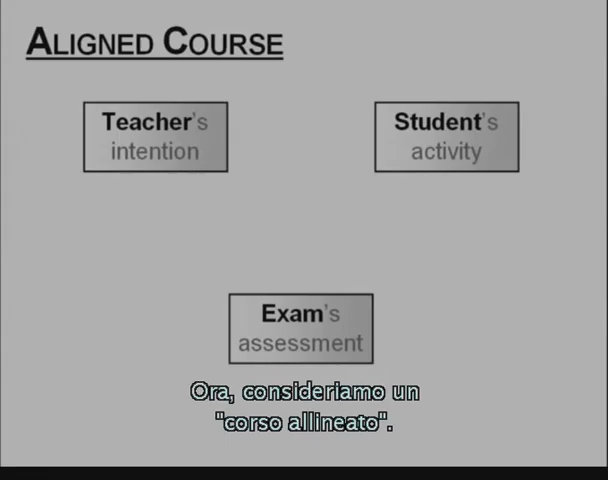 ALIGNED COURSE
Teacher's
intention
Student's
activity
Exam's
assessment
Ora, consideriamo un
"corso allineato".